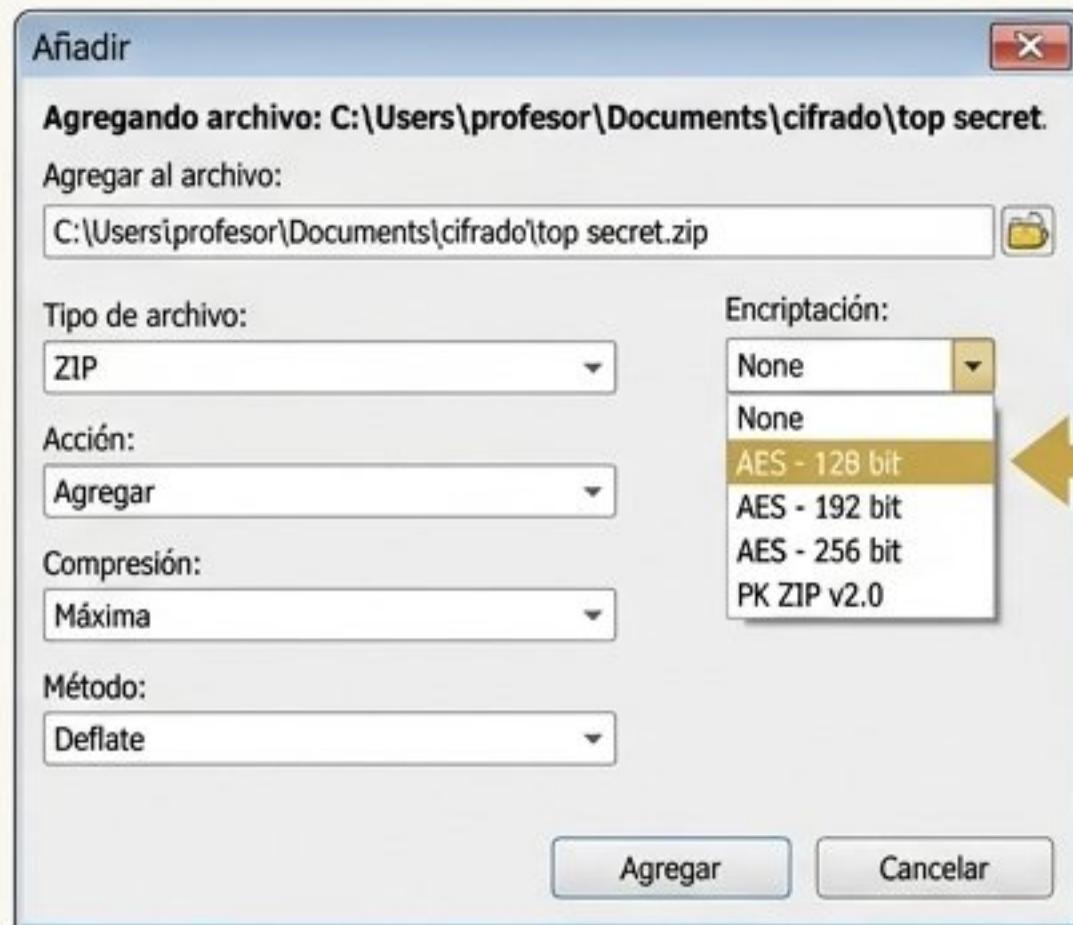 Añadir
Agregando archivo: C:\Users\profesor\Documents\cifrado\top secret.
Agregar al archivo:
C:\Users\profesor\Documents\cifrado\top secret.zip
Tipo de archivo:
ZIP
Acción:
Agregar
Compresión:
Máxima
Método:
Deflate
Encriptación:
None
None
AES - 128 bit
AES - 192 bit
AES - 256 bit
PK ZIP v2.0
Agregar
Cancelar